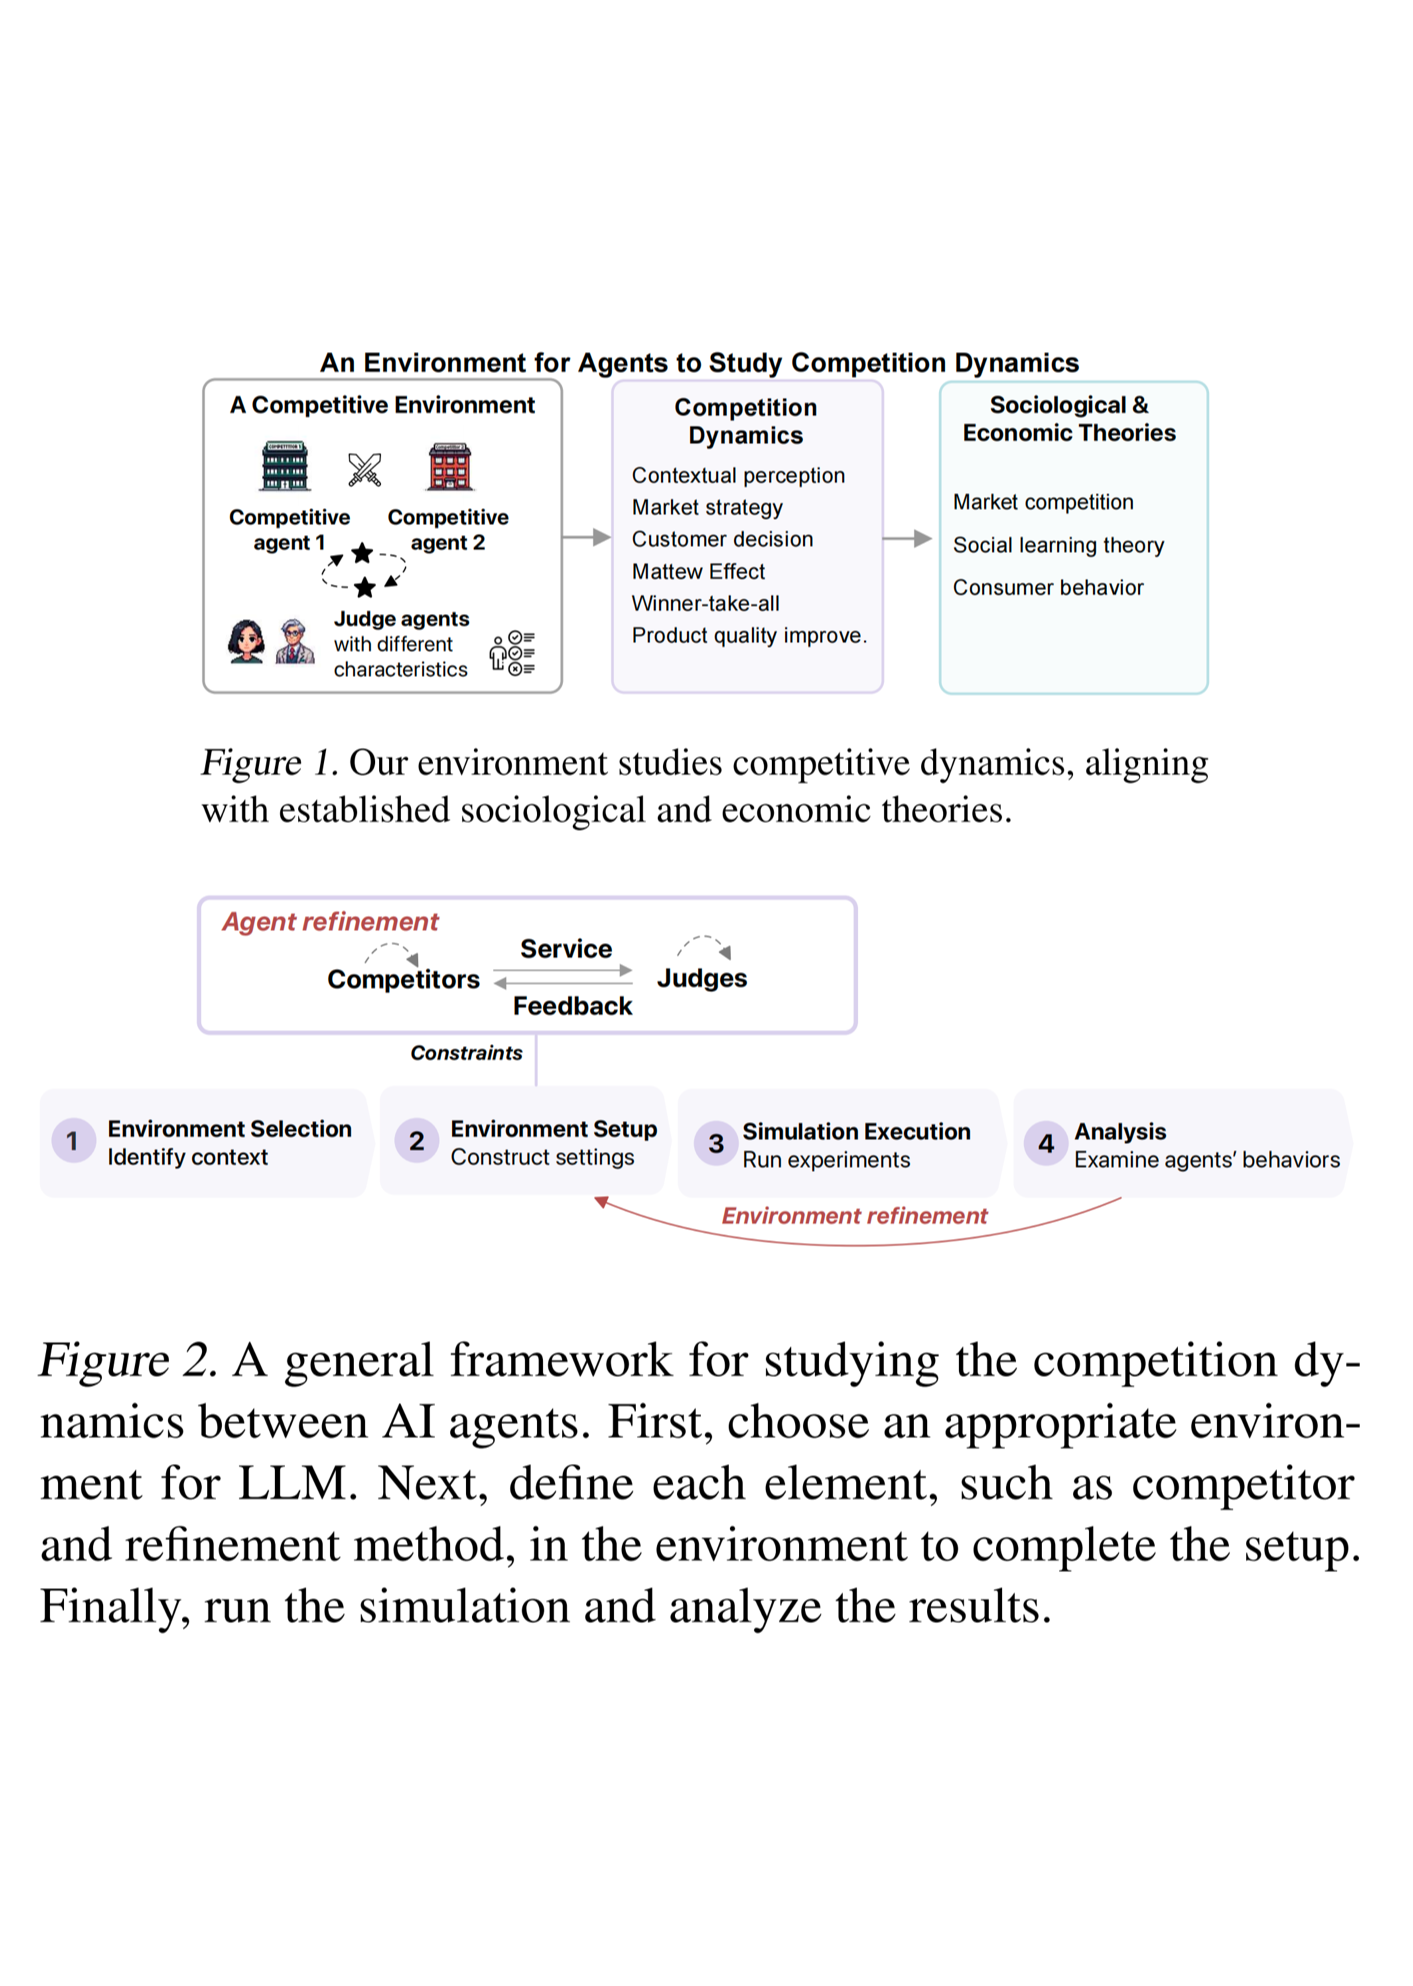 An Environment for Agents to Study Competition Dynamics
A Competitive Environment
Competitive
agent 1
Competitive
agent 2
Judge agents
with different
characteristics
Competition
Dynamics
Contextual perception
Market strategy
Customer decision
Mattew Effect
Winner-take-all
Product quality improve.
Sociological &
Economic Theories
Market competition
Social learning theory
Consumer behavior
Figure 1. Our environment studies competitive dynamics, aligning
with established sociological and economic theories.
Agent refinement
Competitors
Service
Feedback
Judges
Constraints
1
Environment Selection
Identify context
2
Environment Setup
Construct settings
3
Simulation Execution
Run experiments
4
Analysis
Examine agents' behaviors
Environment refinement
Figure 2. A general framework for studying the competition dy-
namics between AI agents. First, choose an appropriate environ-
ment for LLM. Next, define each element, such as competitor
and refinement method, in the environment to complete the setup.
Finally, run the simulation and analyze the results.